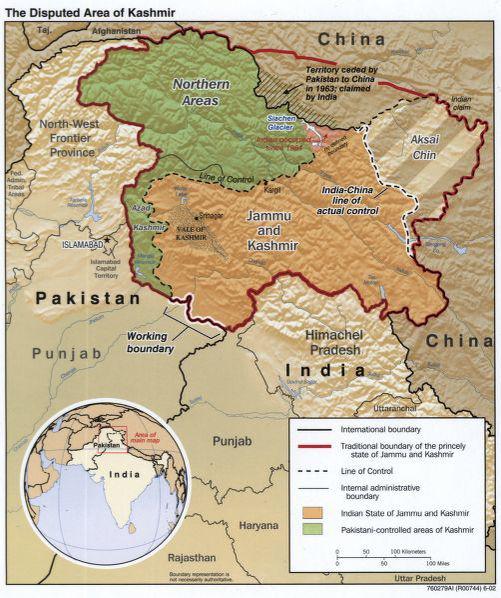 The Disputed Area of Kashmir
Taj.
Afghanistan
China
Territory ceded by
Pakistan to China
in 1963; claimed
by India
Indian
claim
Northern
Areas
Siachen
Glacier
Aksai
Chin
North-West
Frontier
Province
Fed.
Admin.
Tribal
Areas
Line of Control
Kargil
India-China
line of
actual control
Azad
Kashmir
Srinagar
VALE OF
KASHMIR
Jammu
and
Kashmir
ISLAMABAD
Islamabad
Capital
Territory
Pakistan
Working
boundary
Punjab
Himachel
Pradesh
India
China
Uttaranchal
Punjab
Haryana
Rajasthan
Uttar Pradesh
Area of
main map
Pakistan
India
Boundary representation is
not necessarily authoritative.
International boundary
Traditional boundary of the princely
state of Jammu and Kashmir
Line of Control
Internal administrative
boundary
Indian State of Jammu and Kashmir
Pakistani-controlled areas of Kashmir
0 50 100 Kilometers
0 50 100 Miles
760279AI (R00744) 6-02